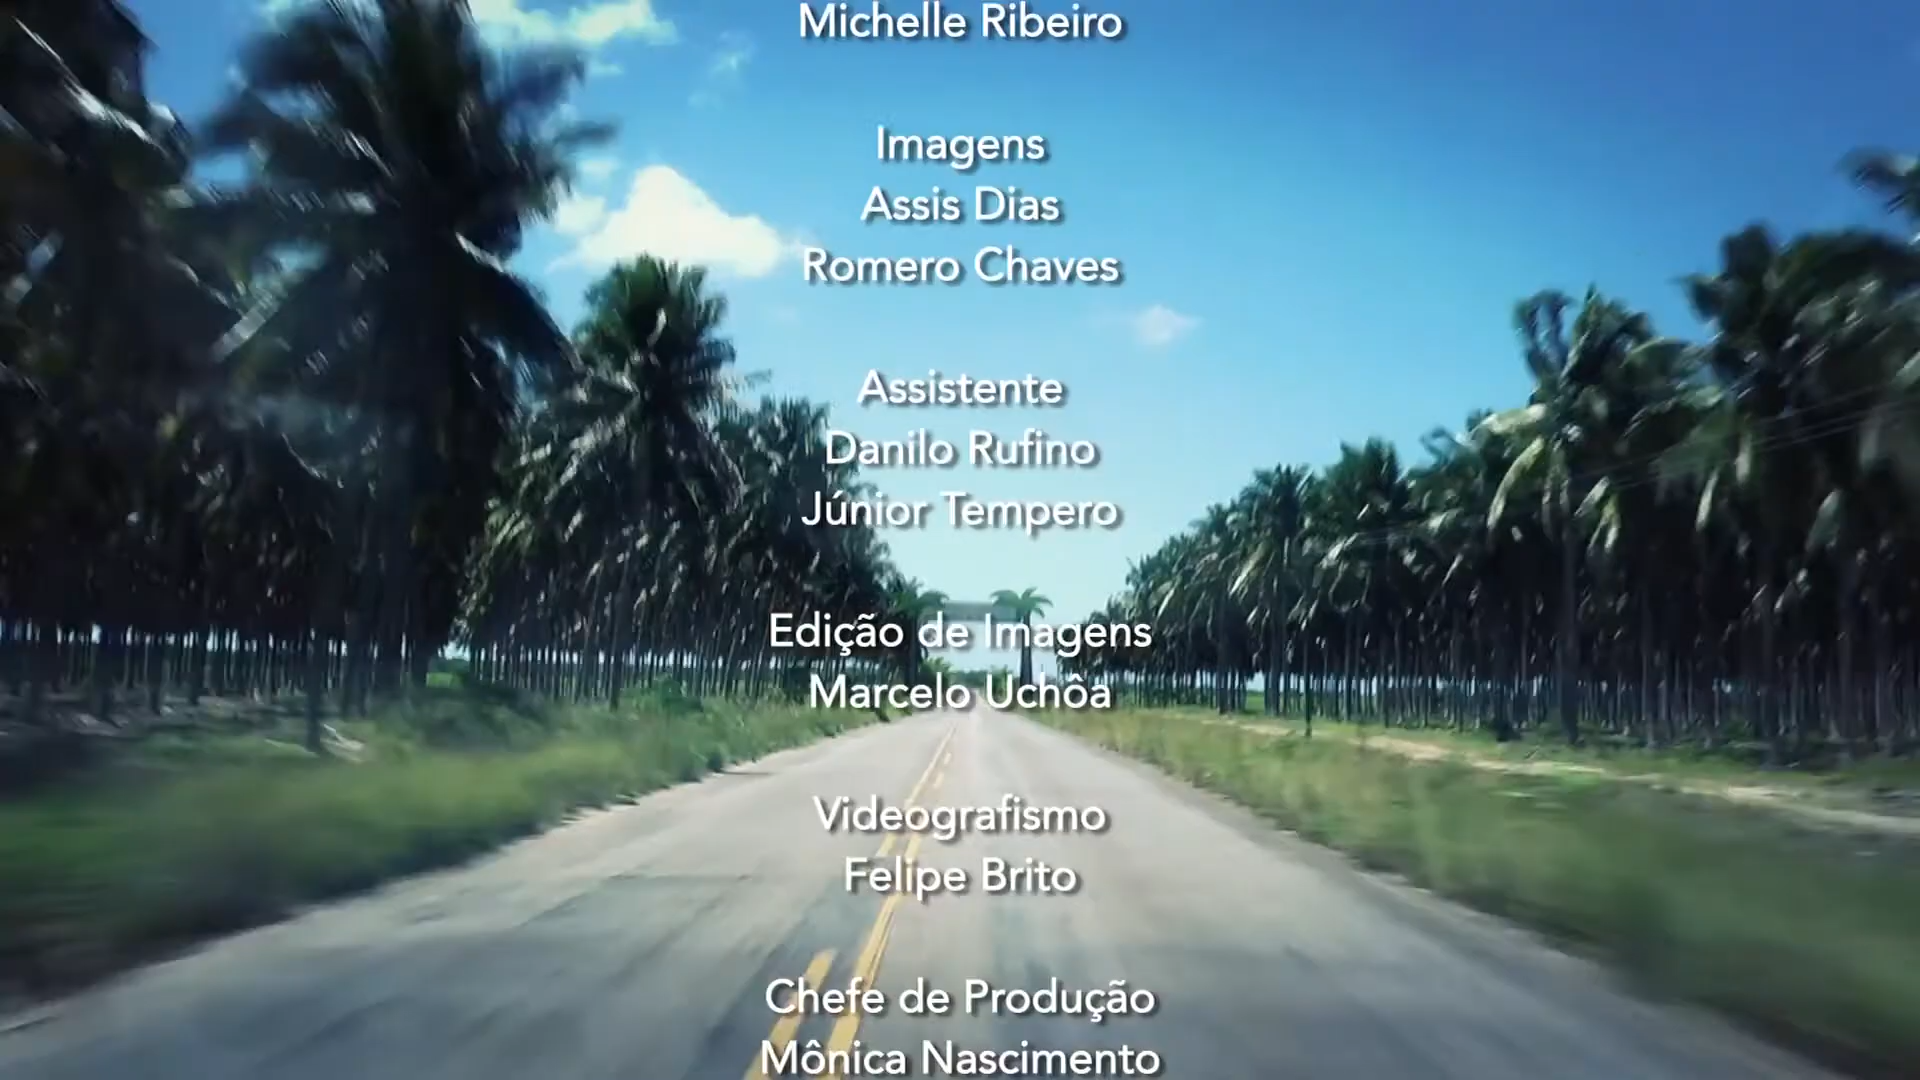 Michelle Ribeiro
Imagens
Assis Dias
Romero Chaves
Assistente
Danilo Rufino
Júnior Tempero
Edição de Imagens
Marcelo Uchôa
Videografismo
Felipe Brito
Chefe de Produção
Mônica Nascimento